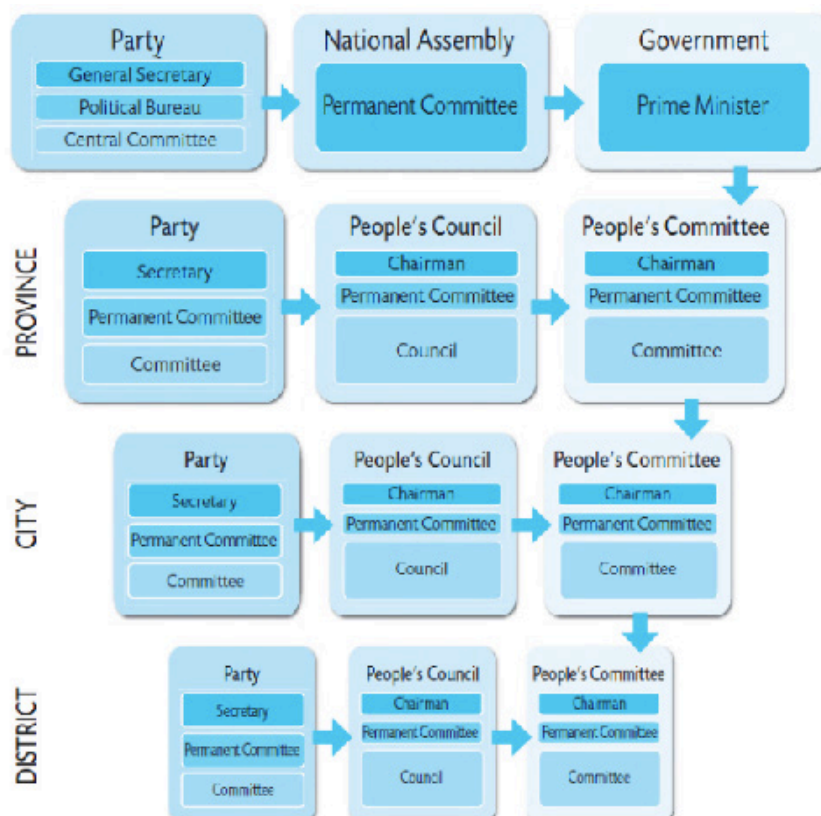 Party
General Secretary
Political Bureau
Central Committee
National Assembly
Permanent Committee
Government
Prime Minister
PROVINCE
Party
Secretary
Permanent Committee
Committee
People's Council
Chairman
Permanent Committee
Council
People's Committee
Chairman
Permanent Committee
Committee
CITY
Party
Secretary
Permanent Committee
Committee
People's Council
Chairman
Permanent Committee
Council
People's Committee
Chairman
Permanent Committee
Committee
DISTRICT
Party
Secretary
Permanent Committee
Committee
People's Council
Chairman
Permanent Committee
Council
People's Committee
Chairman
Permanent Committee
Committee